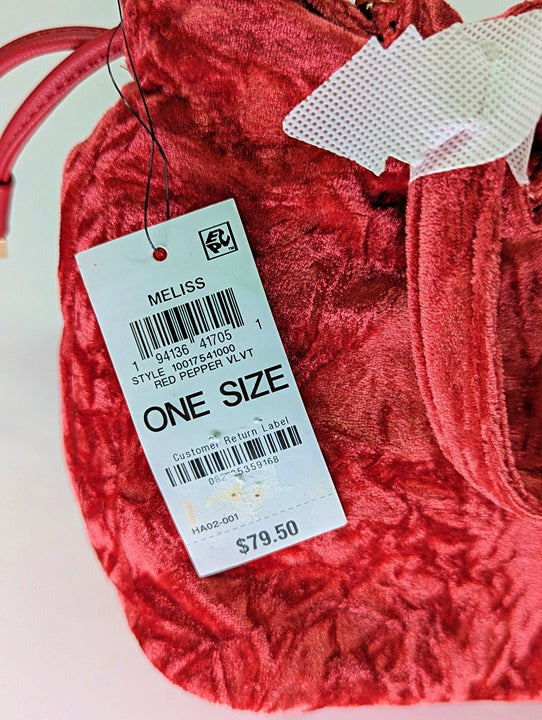 MELISS
1 94136 41705 1
STYLE 10017541000
RED PEPPER VLVT
ONE SIZE
Customer Return Label
HA02-001
$79.50